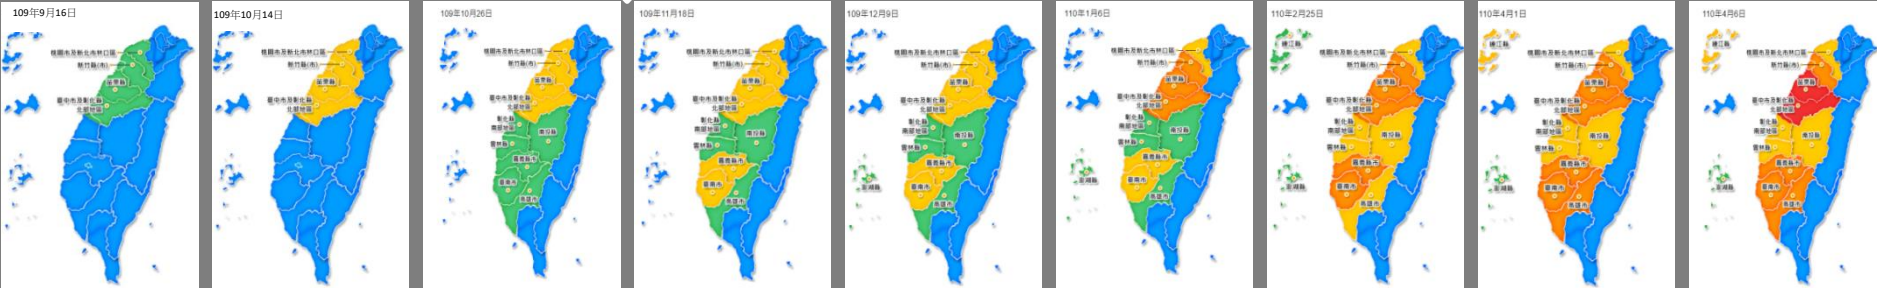 109年9月16日
桃園市及新北市林口區
新竹縣(市)
苗栗縣
臺中市及彰化縣
北部地區
109年10月14日
桃園市及新北市林口區
新竹縣(市)
苗栗縣
臺中市及彰化縣
北部地區
109年10月26日
桃園市及新北市林口區
新竹縣(市)
苗栗縣
臺中市及彰化縣
北部地區
彰化縣
南部地區
南投縣
雲林縣
嘉義縣市
臺南市
高雄市
109年11月18日
桃園市及新北市林口區
新竹縣(市)
苗栗縣
臺中市及彰化縣
北部地區
彰化縣
南部地區
南投縣
雲林縣
嘉義縣市
臺南市
高雄市
109年12月9日
桃園市及新北市林口區
新竹縣(市)
苗栗縣
臺中市及彰化縣
北部地區
彰化縣
南部地區
南投縣
雲林縣
嘉義縣市
臺南市
高雄市
110年1月6日
桃園市及新北市林口區
新竹縣(市)
苗栗縣
臺中市及彰化縣
北部地區
彰化縣
南部地區
南投縣
雲林縣
嘉義縣市
澎湖縣
臺南市
高雄市
110年2月25日
連江縣
桃園市及新北市林口區
新竹縣(市)
苗栗縣
臺中市及彰化縣
北部地區
彰化縣
南部地區
南投縣
雲林縣
嘉義縣市
澎湖縣
臺南市
高雄市
110年4月1日
連江縣
桃園市及新北市林口區
新竹縣(市)
苗栗縣
臺中市及彰化縣
北部地區
彰化縣
南部地區
南投縣
雲林縣
嘉義縣市
澎湖縣
臺南市
高雄市
110年4月6日
連江縣
桃園市及新北市林口區
新竹縣(市)
苗栗縣
臺中市及彰化縣
北部地區
彰化縣
南部地區
南投縣
雲林縣
嘉義縣市
澎湖縣
臺南市
高雄市